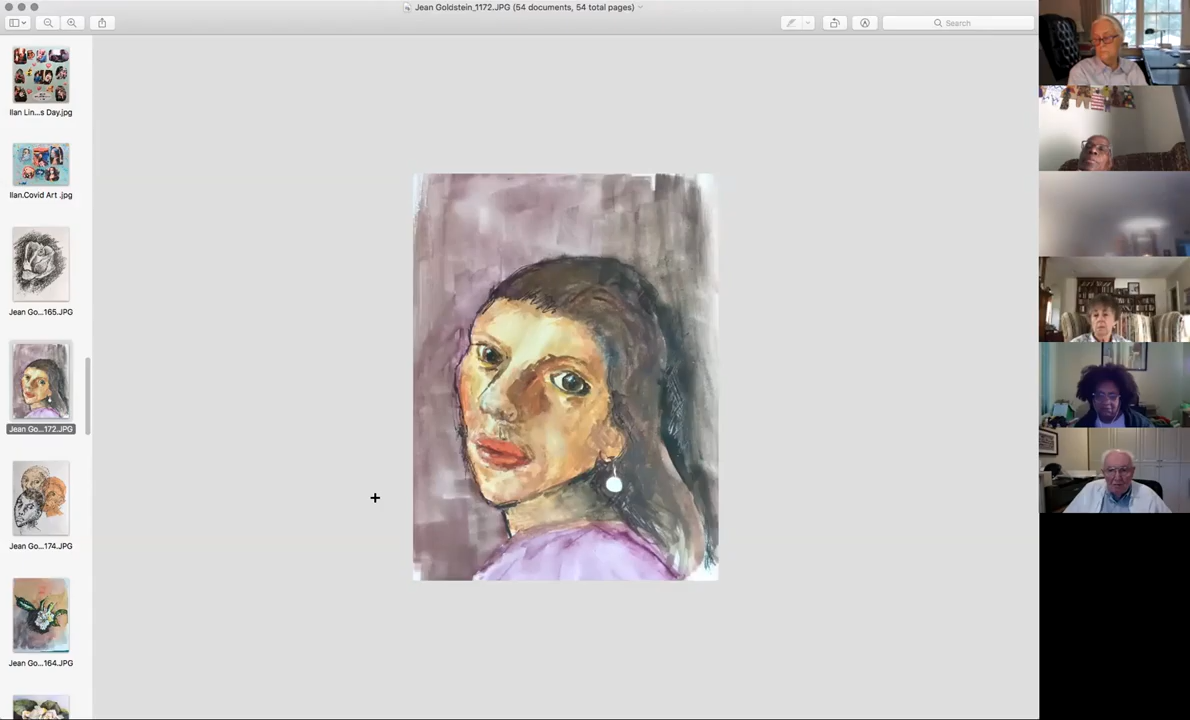 Jean Goldstein_1172.JPG (54 documents, 54 total pages)
Search
Ilan Lin...s Day.jpg
Ilan.Covid Art .jpg
Jean Go...165.JPG
Jean Go...172.JPG
Jean Go...174.JPG
Jean Go...164.JPG